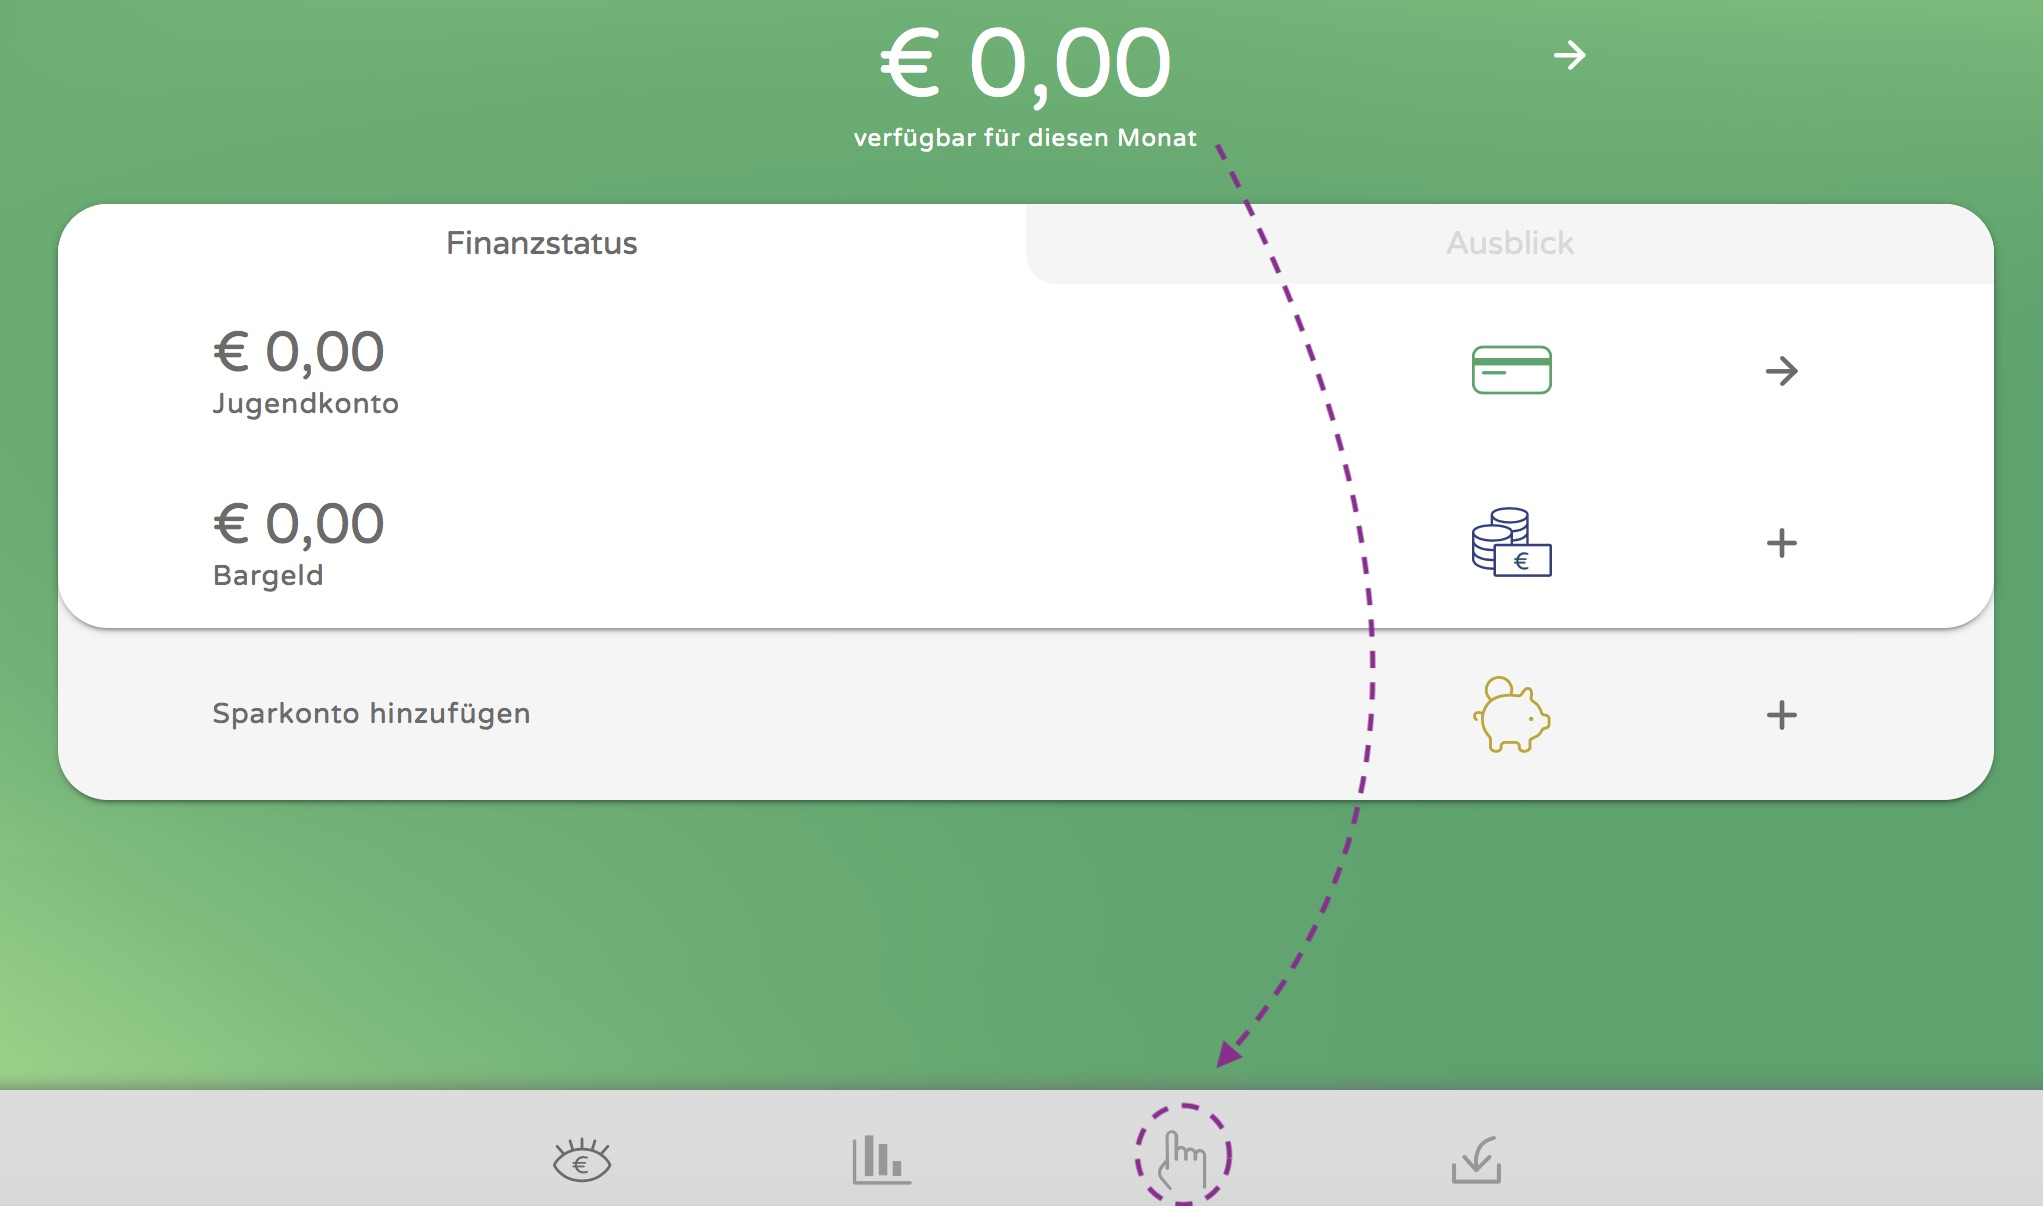 € 0,00
verfügbar für diesen Monat
Finanzstatus
Ausblick
€ 0,00
Jugendkonto
€ 0,00
Bargeld
€
Sparkonto hinzufügen
€